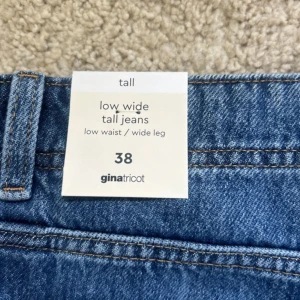 tall
low wide
tall jeans
low waist / wide leg
38
ginatricot